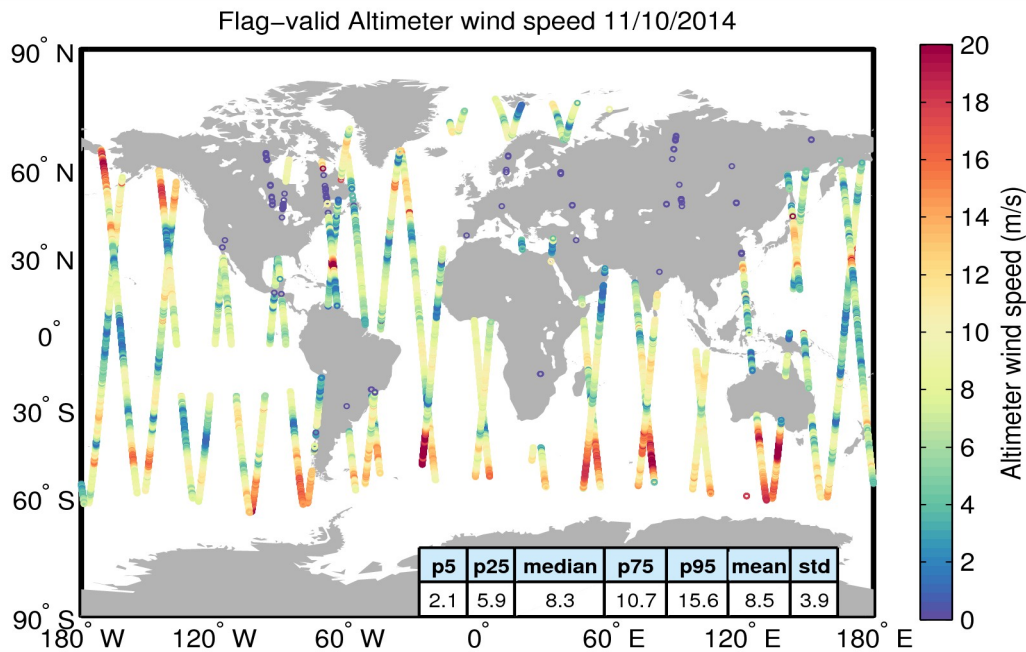 Flag−valid Altimeter wind speed 11/10/2014
90° N
60° N
30° N
0°
30° S
60° S
90° S
180° W
120° W
60° W
0°
60° E
120° E
180° E
p5 p25 median p75 p95 mean std
2.1 5.9 8.3 10.7 15.6 8.5 3.9
20
18
16
14
12
10
8
6
4
2
0
Altimeter wind speed (m/s)